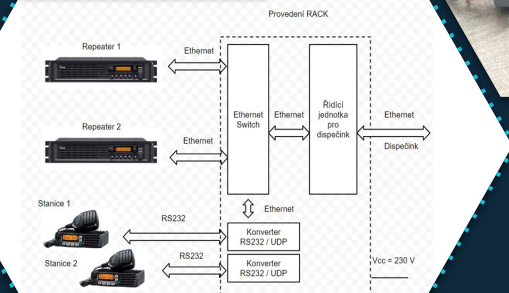 Provedení RACK
Repeater 1
Ethernet
Repeater 2
Ethernet
Ethernet
Switch
Ethernet
Řídící
jednotka
pro
dispečink
Ethernet
Dispečink
Ethernet
Stanice 1
RS232
Konverter
RS232 / UDP
Stanice 2
RS232
Konverter
RS232 / UDP
Vcc = 230 V